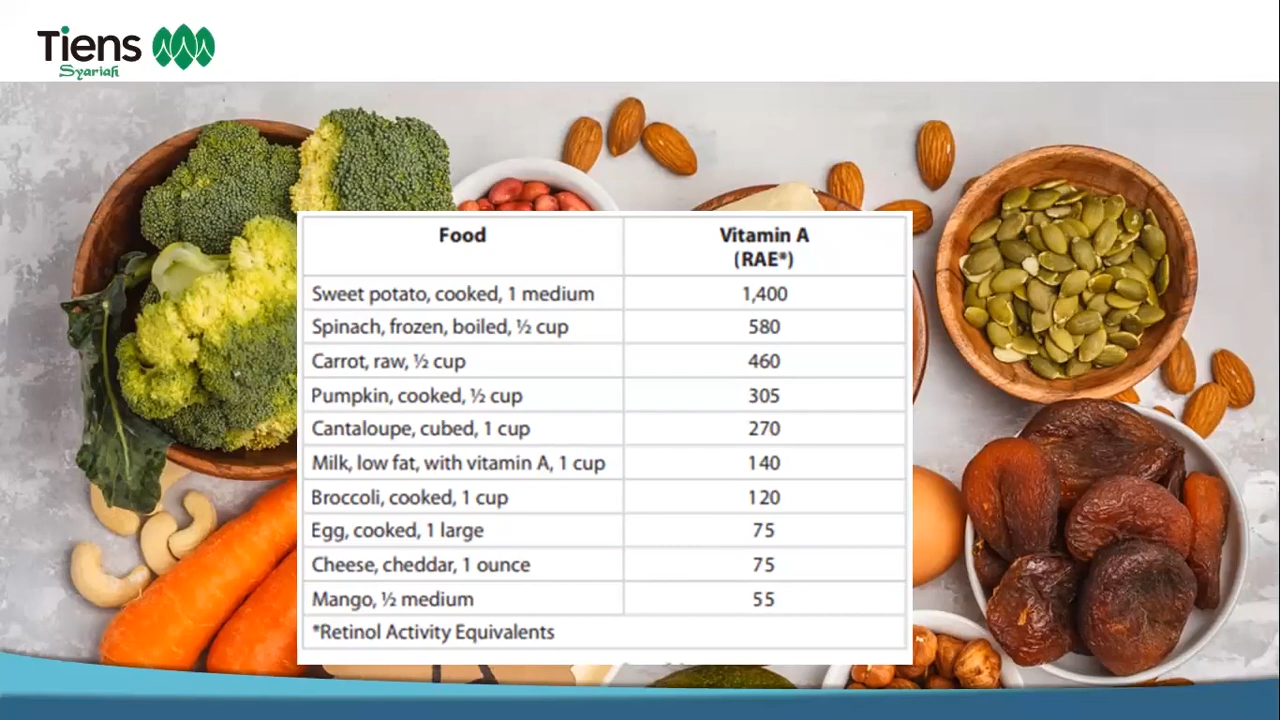 Tiens
Syariah
Food Vitamin A
(RAE*)
Sweet potato, cooked, 1 medium 1,400
Spinach, frozen, boiled, ½ cup 580
Carrot, raw, ½ cup 460
Pumpkin, cooked, ½ cup 305
Cantaloupe, cubed, 1 cup 270
Milk, low fat, with vitamin A, 1 cup 140
Broccoli, cooked, 1 cup 120
Egg, cooked, 1 large 75
Cheese, cheddar, 1 ounce 75
Mango, ½ medium 55
*Retinol Activity Equivalents